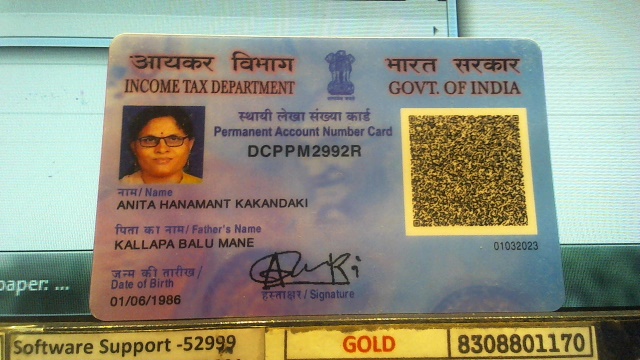 आयकर विभाग
INCOME TAX DEPARTMENT
भारत सरकार
GOVT. OF INDIA
स्थायी लेखा संख्या कार्ड
Permanent Account Number Card
DCPPM2992R
नाम/ Name
ANITA HANAMANT KAKANDAKI
पिता का नाम/ Father's Name
KALLAPA BALU MANE
01032023
जन्म की तारीख/
Date of Birth
01/06/1986
हस्ताक्षर/ Signature
paper: ...
Software Support -52999
GOLD
8308801170